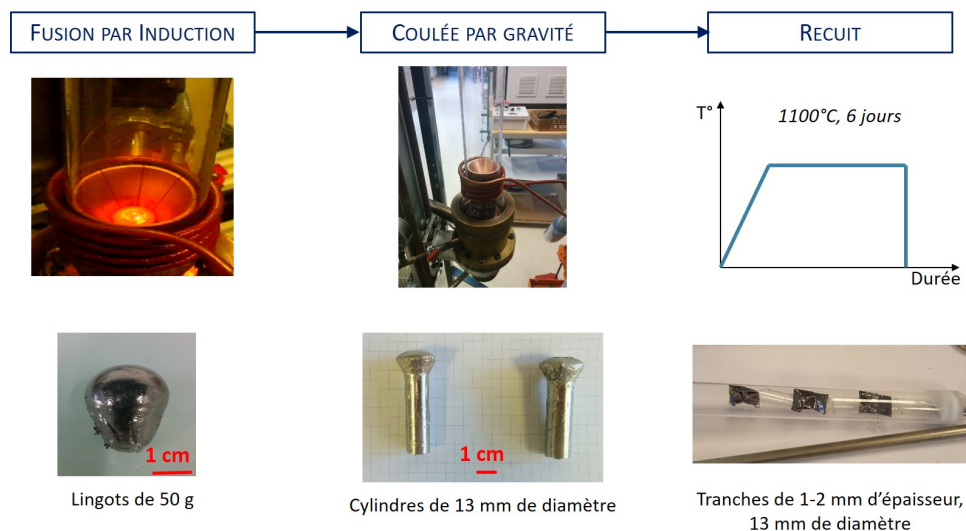 FUSION PAR INDUCTION
COULÉE PAR GRAVITÉ
RECUIT
T°
1100°C, 6 jours
Durée
1 cm
1 cm
Lingots de 50 g
Cylindres de 13 mm de diamètre
Tranches de 1-2 mm d'épaisseur,
13 mm de diamètre